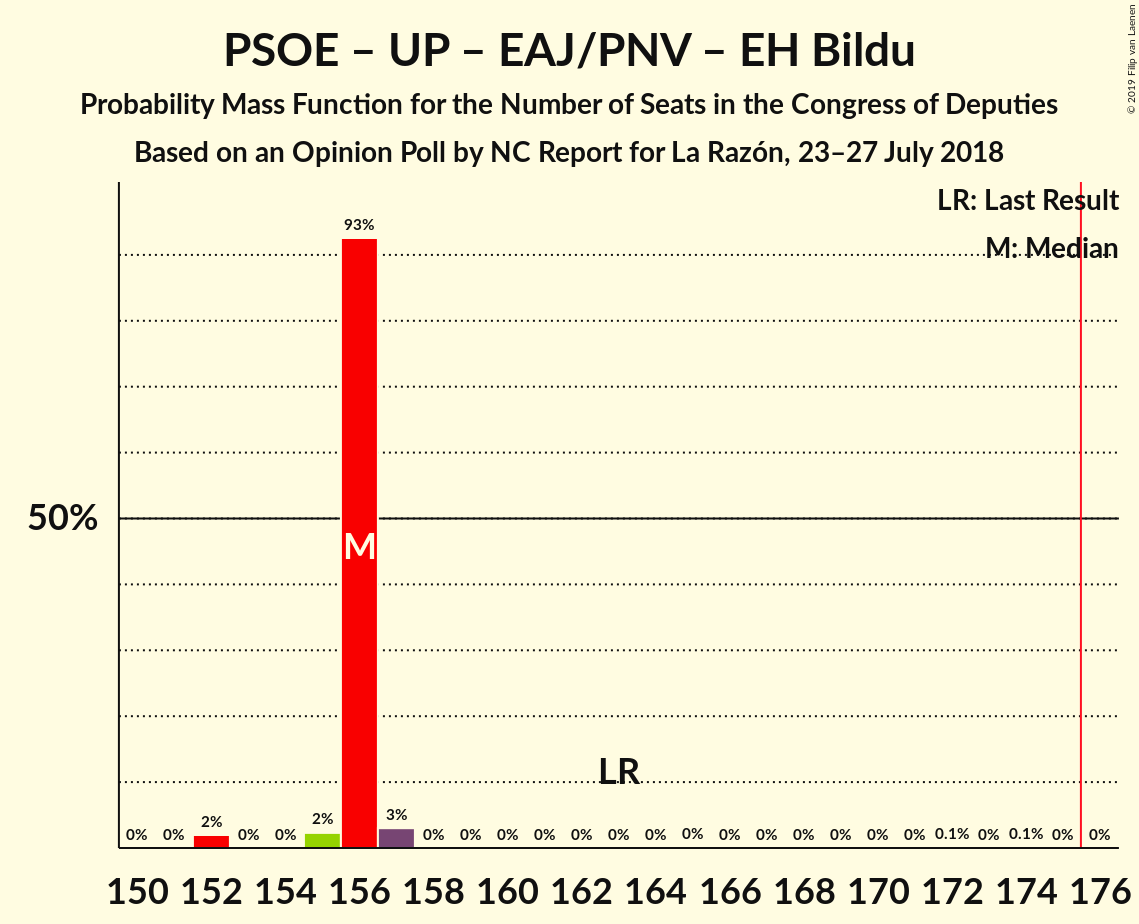 PSOE – UP – EAJ/PNV – EH Bildu
Probability Mass Function for the Number of Seats in the Congress of Deputies
Based on an Opinion Poll by NC Report for La Razón, 23–27 July 2018
© 2019 Filip van Laenen
LR: Last Result
M: Median
93%
50%
M
LR
0% 0% 2% 0% 0% 2% 3% 0% 0% 0% 0% 0% 0% 0% 0% 0% 0% 0% 0% 0% 0% 0.1% 0% 0.1% 0% 0%
150 152 154 156 158 160 162 164 166 168 170 172 174 176